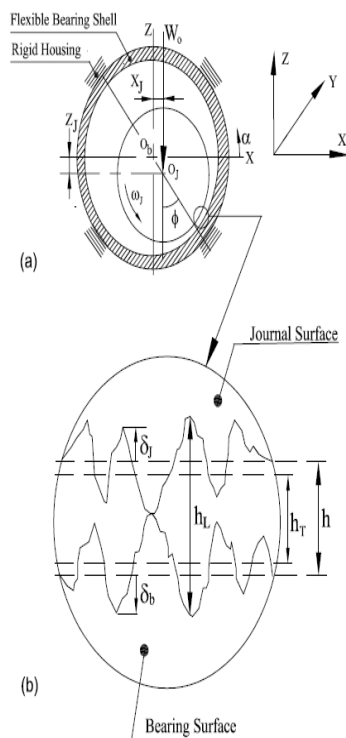 Flexible Bearing Shell
Rigid Housing
Z
W₀
X_J
Z_J
O_b
O_J
α
X
ω_J
ϕ
Z
Y
X
(a)
Journal Surface
δ_J
h_L
h_T
h
δ_b
(b)
Bearing Surface